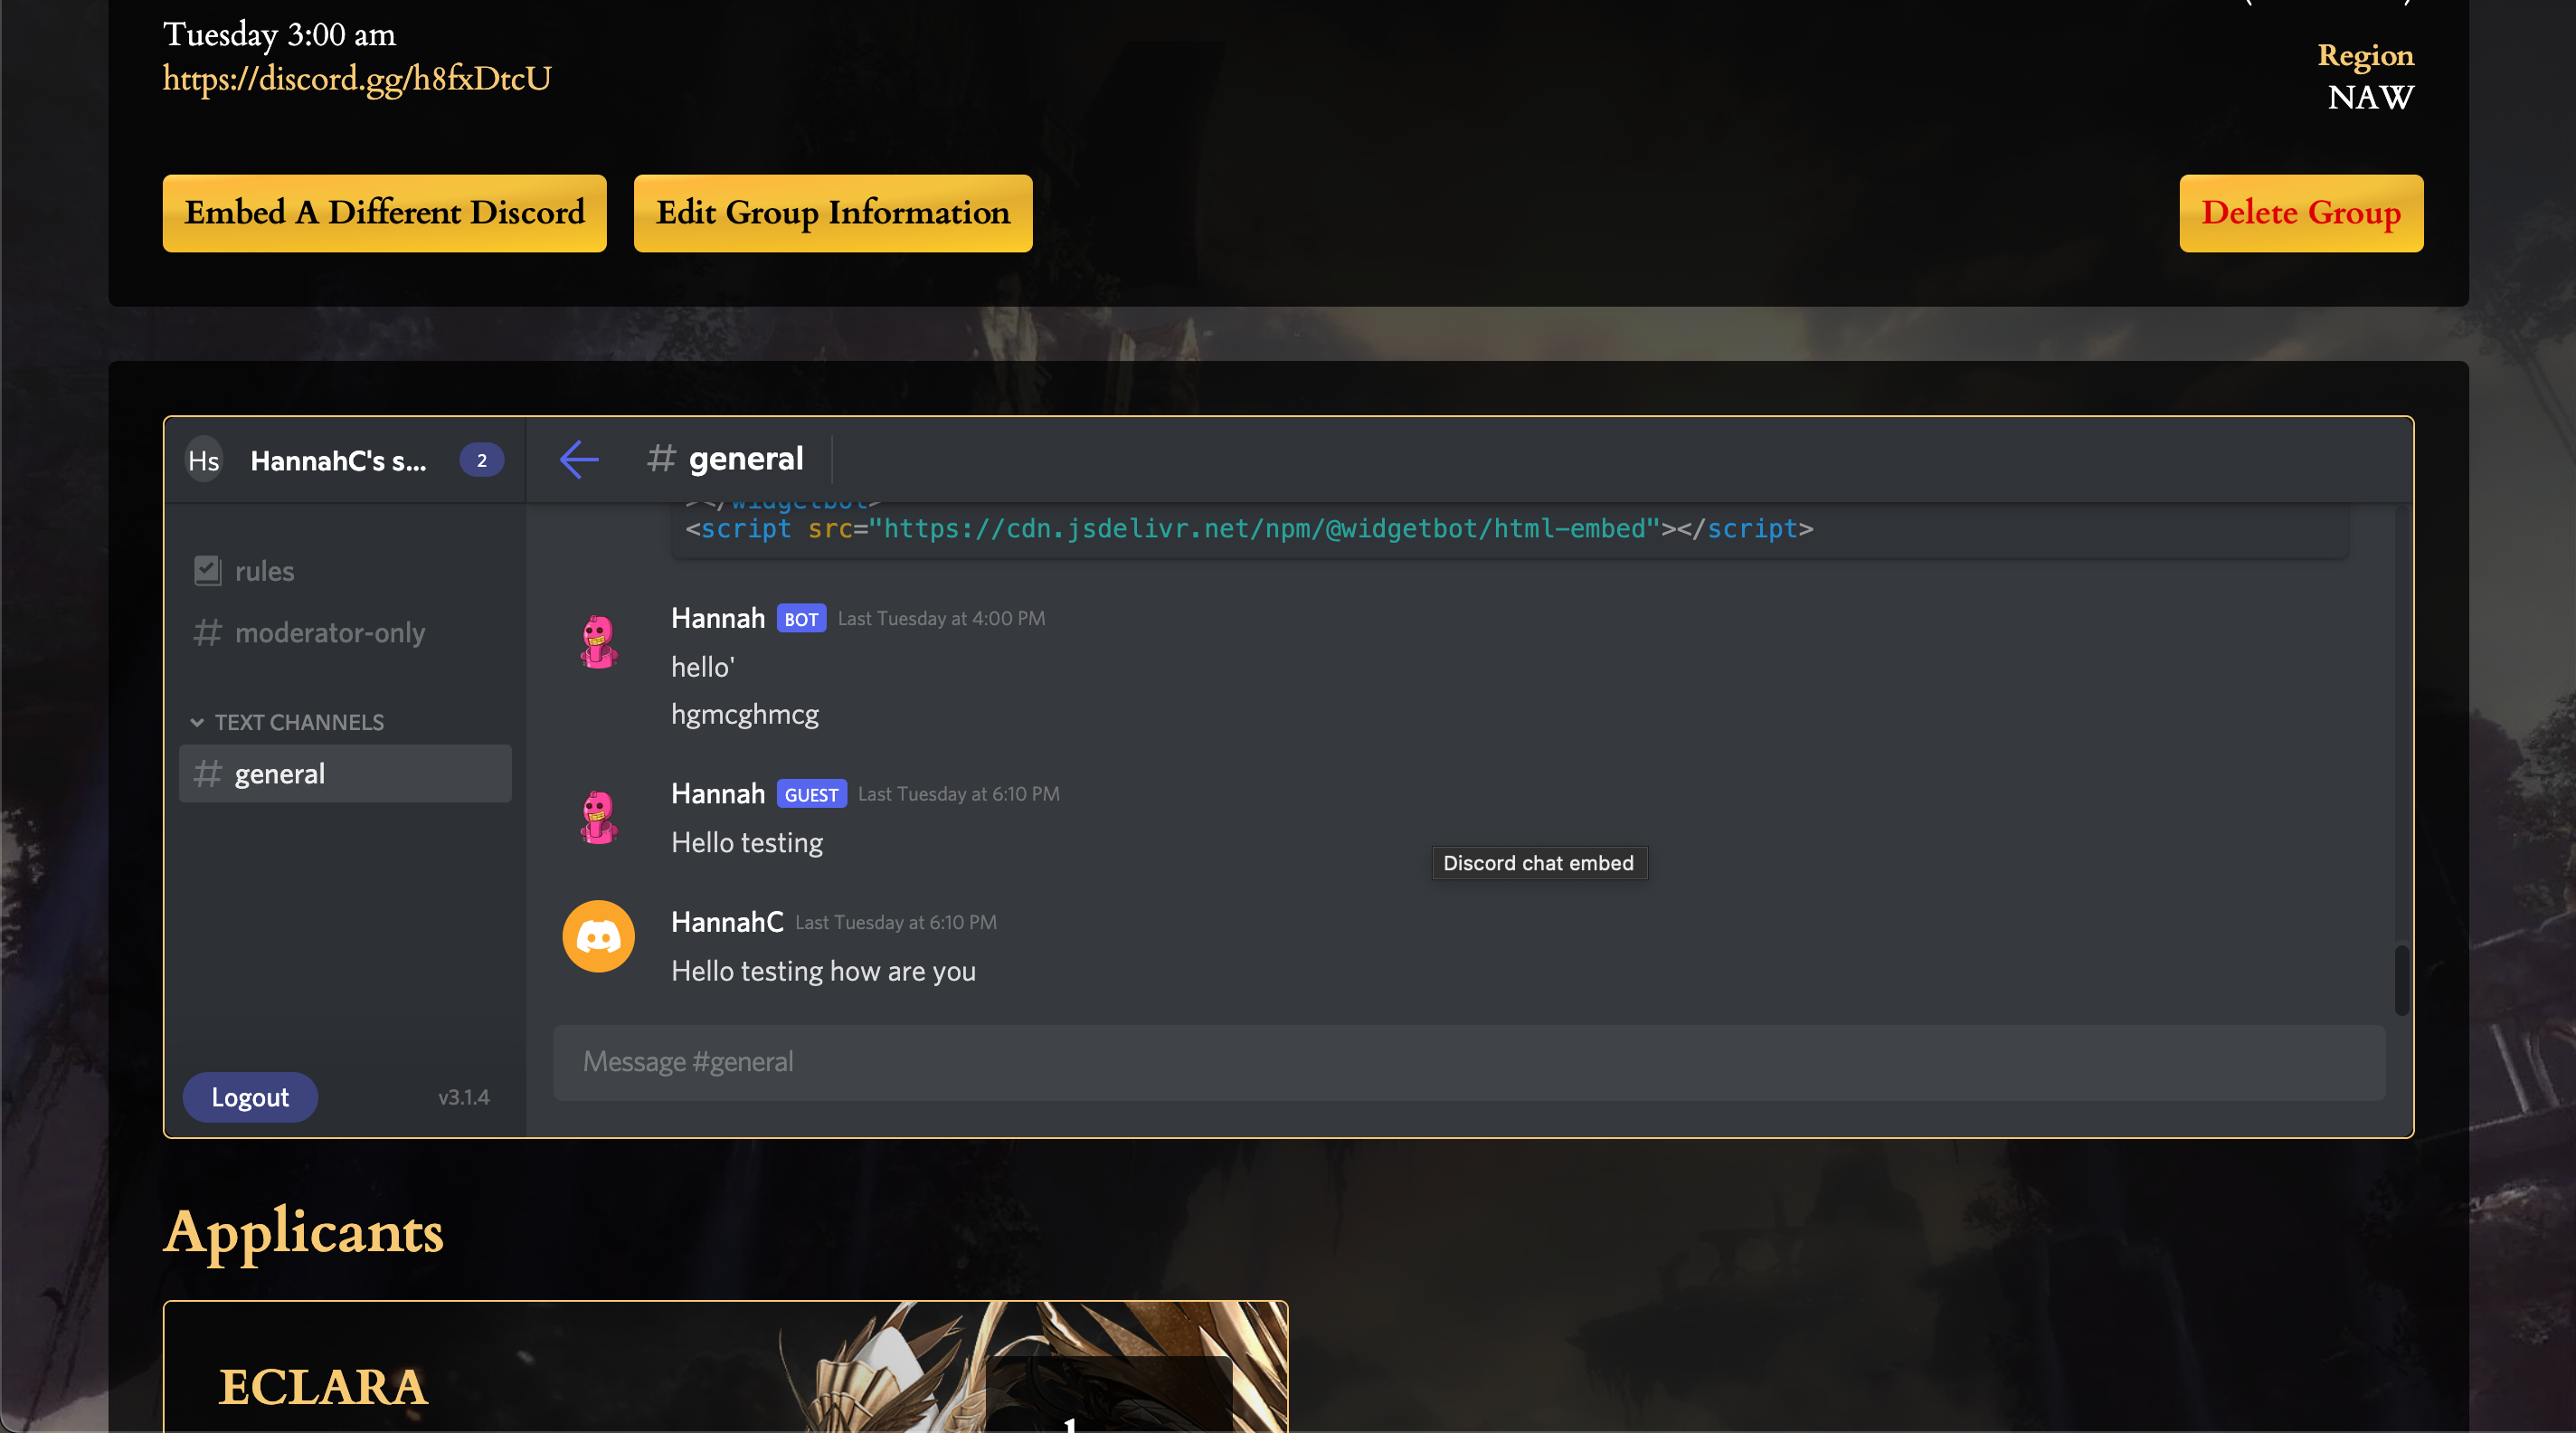 Tuesday 3:00 am
https://discord.gg/h8fxDtcU
Region
NAW
Embed A Different Discord
Edit Group Information
Delete Group
Hs HannahC's s... 2
# general
></widgetbot>
<script src="https://cdn.jsdelivr.net/npm/@widgetbot/html-embed"></script>
rules
# moderator-only
TEXT CHANNELS
# general
Hannah BOT Last Tuesday at 4:00 PM
hello'
hgmcghmcg
Hannah GUEST Last Tuesday at 6:10 PM
Hello testing
Discord chat embed
HannahC Last Tuesday at 6:10 PM
Hello testing how are you
Message #general
Logout
v3.1.4
Applicants
ECLARA